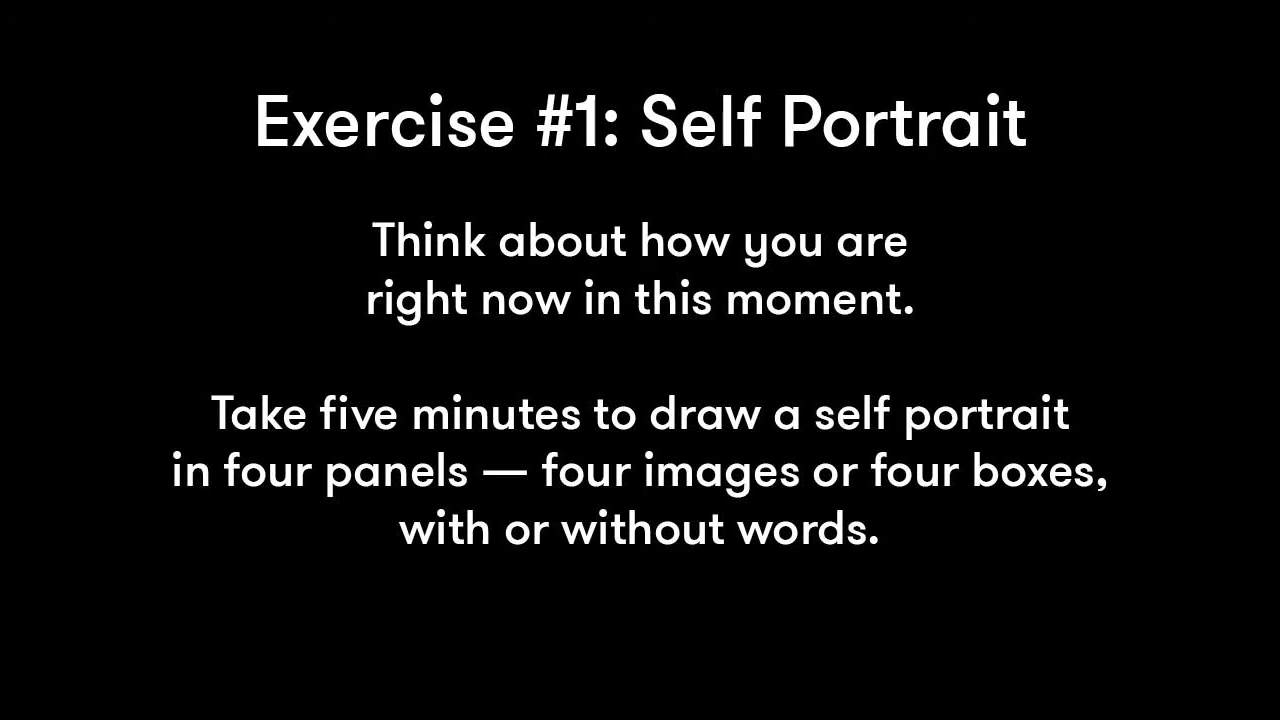 Exercise #1: Self Portrait
Think about how you are
right now in this moment.
Take five minutes to draw a self portrait
in four panels — four images or four boxes,
with or without words.